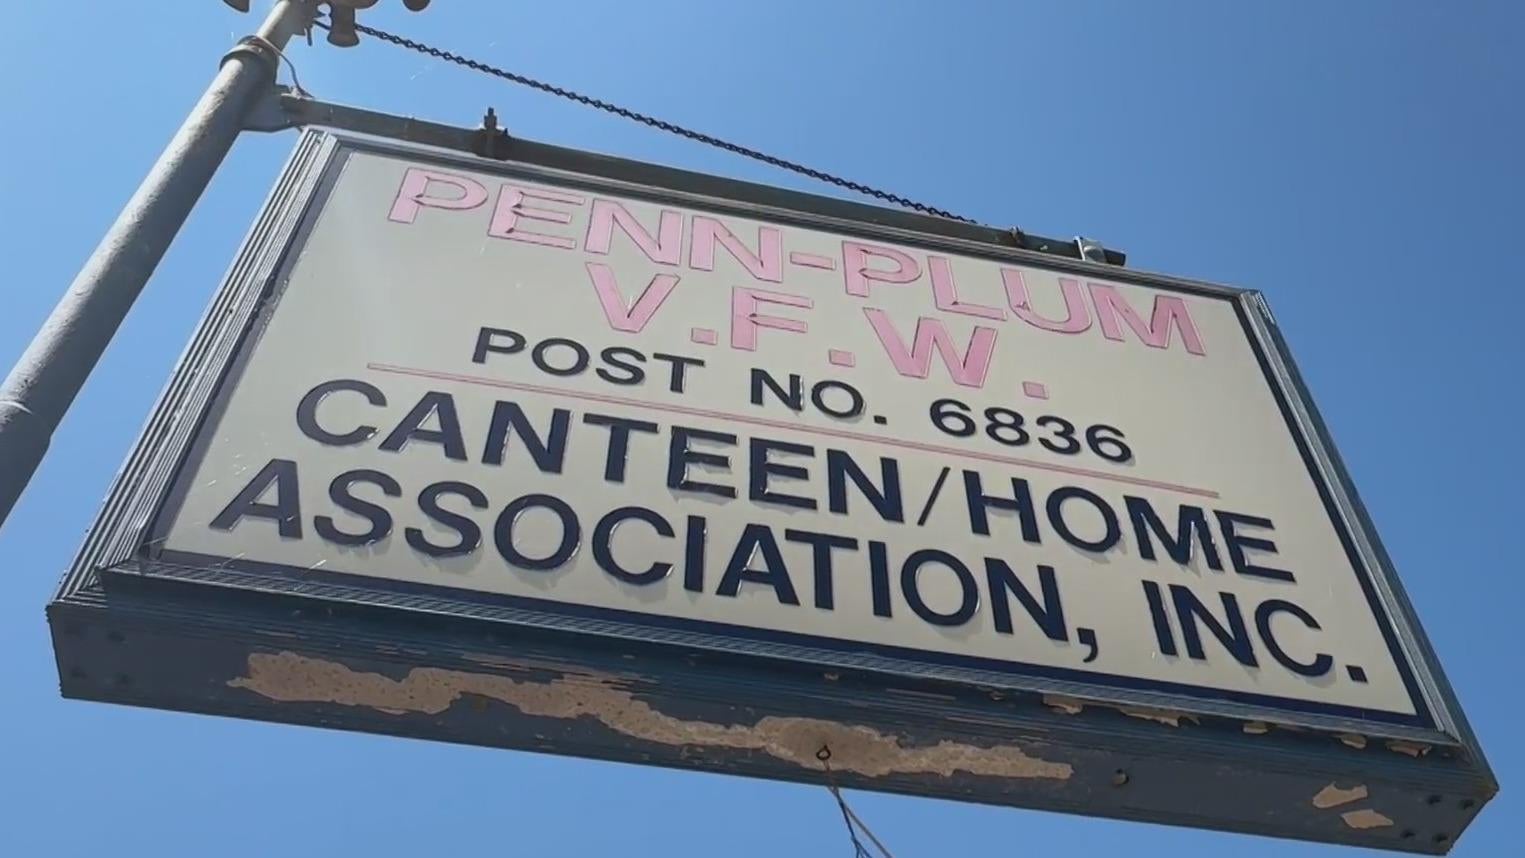 PENN-PLUM
V.F.W.
POST NO. 6836
CANTEEN/HOME
ASSOCIATION, INC.